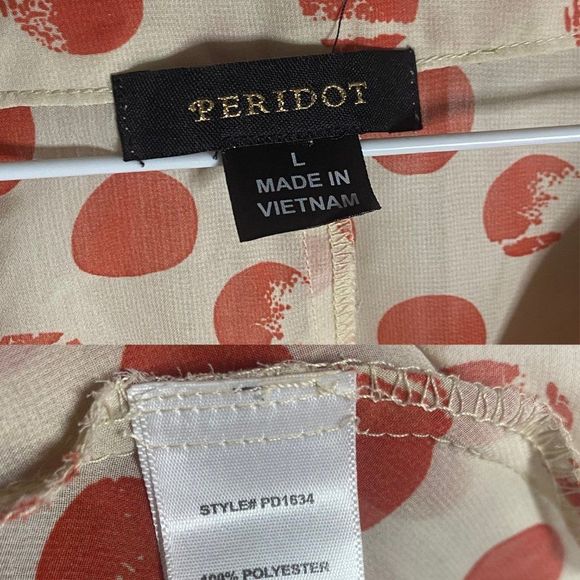 PERIDOT
L
MADE IN
VIETNAM
STYLE# PD1634
100% POLYESTER